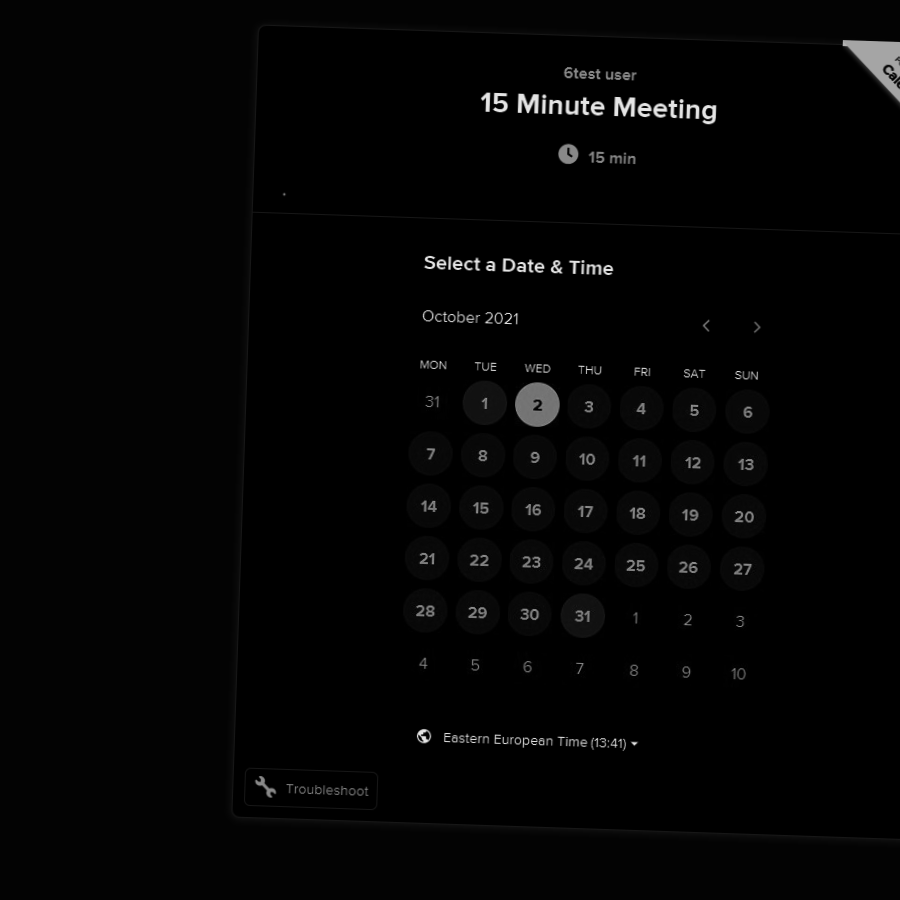 6test user
15 Minute Meeting
15 min
Select a Date & Time
October 2021
MON TUE WED THU FRI SAT SUN
31 1 2 3 4 5 6
7 8 9 10 11 12 13
14 15 16 17 18 19 20
21 22 23 24 25 26 27
28 29 30 31 1 2 3
4 5 6 7 8 9 10
Eastern European Time (13:41)
Troubleshoot